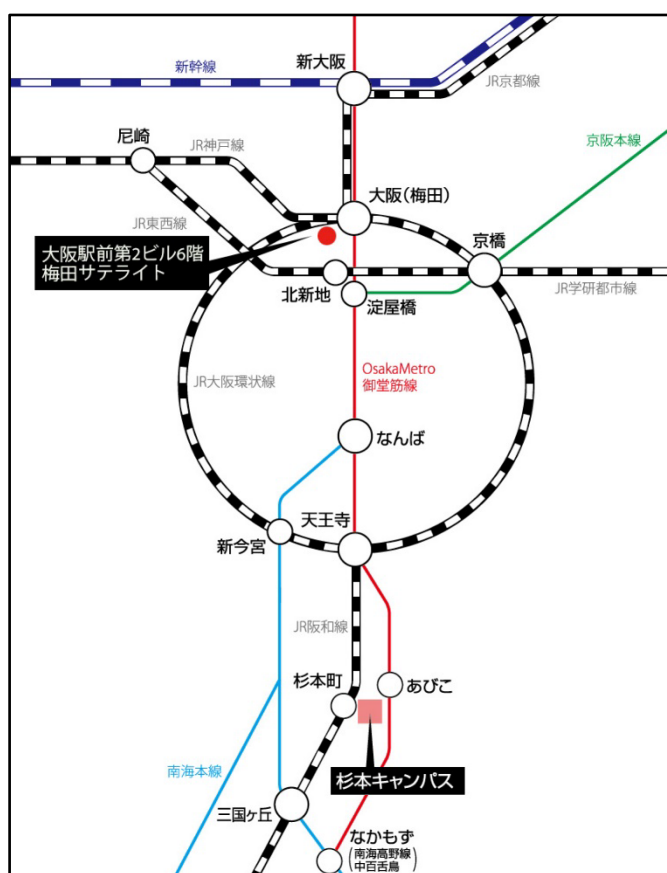 新幹線
新大阪
JR京都線
尼崎
JR神戸線
京阪本線
大阪(梅田)
JR東西線
京橋
大阪駅前第2ビル6階
梅田サテライト
北新地
淀屋橋
JR学研都市線
OsakaMetro
御堂筋線
JR大阪環状線
なんば
天王寺
新今宮
JR阪和線
杉本町
あびこ
南海本線
杉本キャンパス
三国ヶ丘
なかもず
(南海高野線
中百舌鳥)